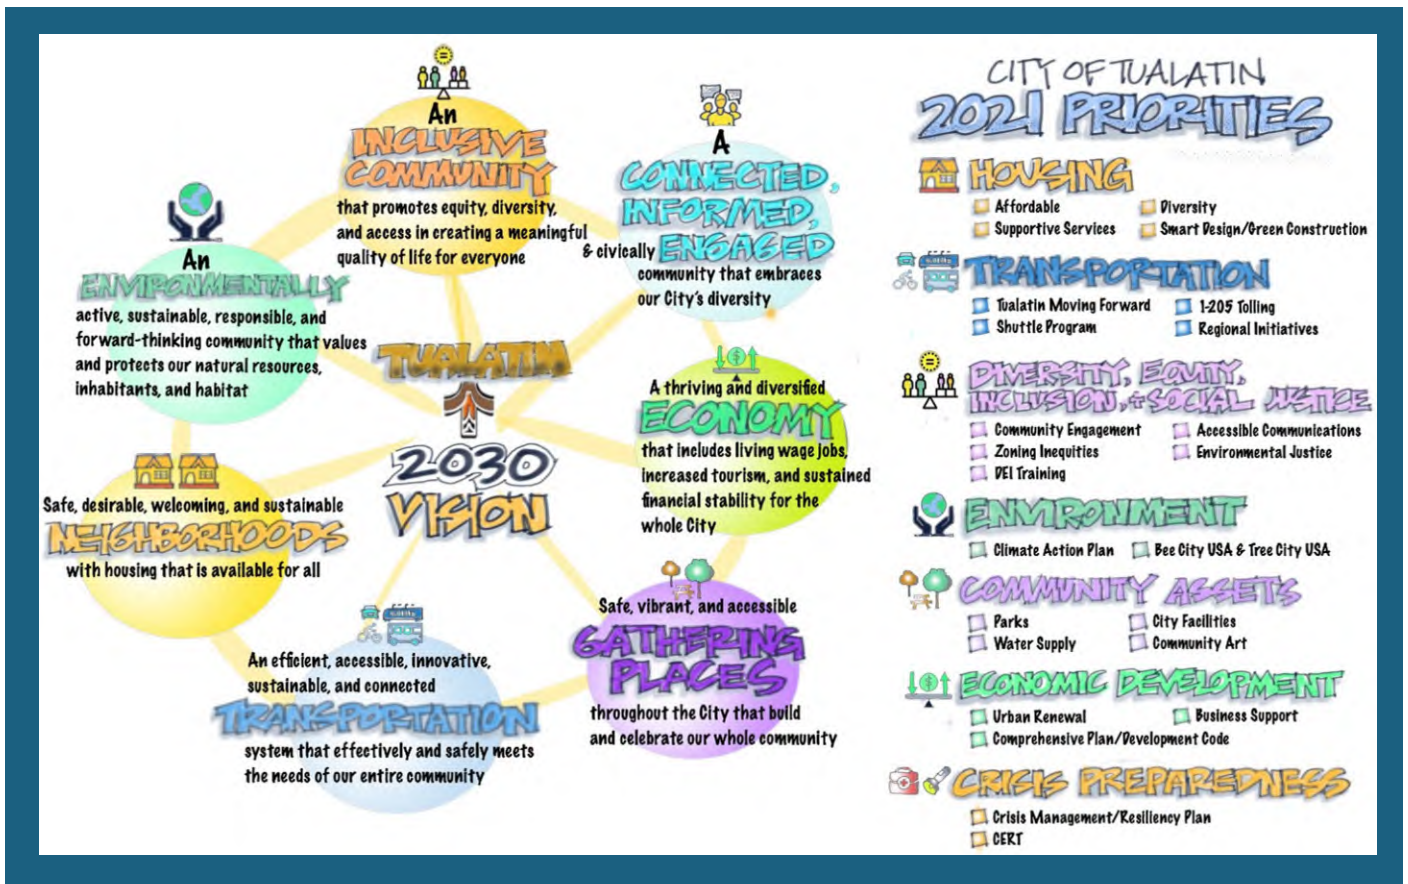 An
INCLUSIVE
COMMUNITY
that promotes equity, diversity,
and access in creating a meaningful
quality of life for everyone
A
CONNECTED,
INFORMED,
& civically ENGAGED
community that embraces
our City's diversity
An
ENVIRONMENTALLY
active, sustainable, responsible, and
forward-thinking community that values
and protects our natural resources,
inhabitants, and habitat
TUALATIN
2030
VISION
A thriving and diversified
ECONOMY
that includes living wage jobs,
increased tourism, and sustained
financial stability for the
whole City
Safe, desirable, welcoming, and sustainable
NEIGHBORHOODS
with housing that is available for all
Safe, vibrant, and accessible
GATHERING
PLACES
throughout the City that build
and celebrate our whole community
An efficient, accessible, innovative,
sustainable, and connected
TRANSPORTATION
system that effectively and safely meets
the needs of our entire community
CITY OF TUALATIN
2021 PRIORITIES
HOUSING
Affordable
Diversity
Supportive Services
Smart Design/Green Construction
TRANSPORTATION
Tualatin Moving Forward
1-205 Tolling
Shuttle Program
Regional Initiatives
DIVERSITY, EQUITY,
INCLUSION, + SOCIAL JUSTICE
Community Engagement
Accessible Communications
Zoning Inequities
Environmental Justice
DEI Training
ENVIRONMENT
Climate Action Plan
Bee City USA & Tree City USA
COMMUNITY ASSETS
Parks
City Facilities
Water Supply
Community Art
ECONOMIC DEVELOPMENT
Urban Renewal
Business Support
Comprehensive Plan/Development Code
CRISIS PREPAREDNESS
Crisis Management/Resiliency Plan
CERT